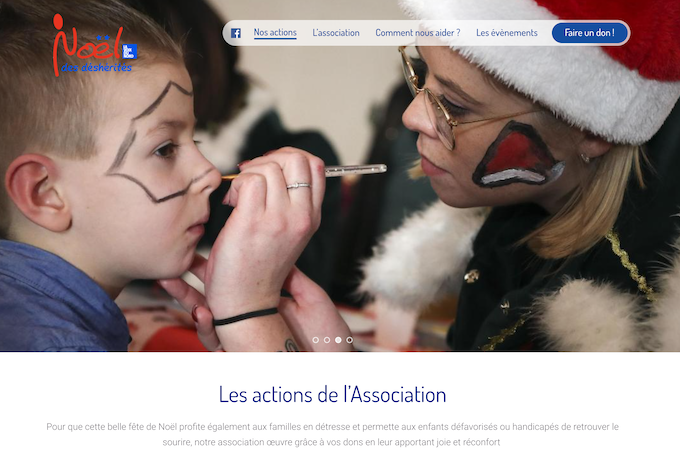 Noël
des déshérités
Nos actions
L'association
Comment nous aider ?
Les évènements
Faire un don !
Les actions de l'Association
Pour que cette belle fête de Noël profite également aux familles en détresse et permette aux enfants défavorisés ou handicapés de retrouver le
sourire, notre association œuvre grâce à vos dons en leur apportant joie et réconfort